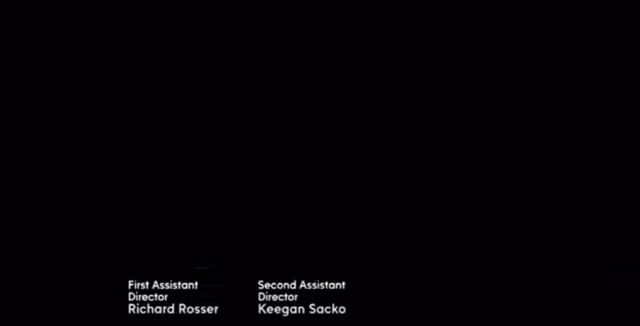 First Assistant
Director
Richard Rosser
Second Assistant
Director
Keegan Sacko